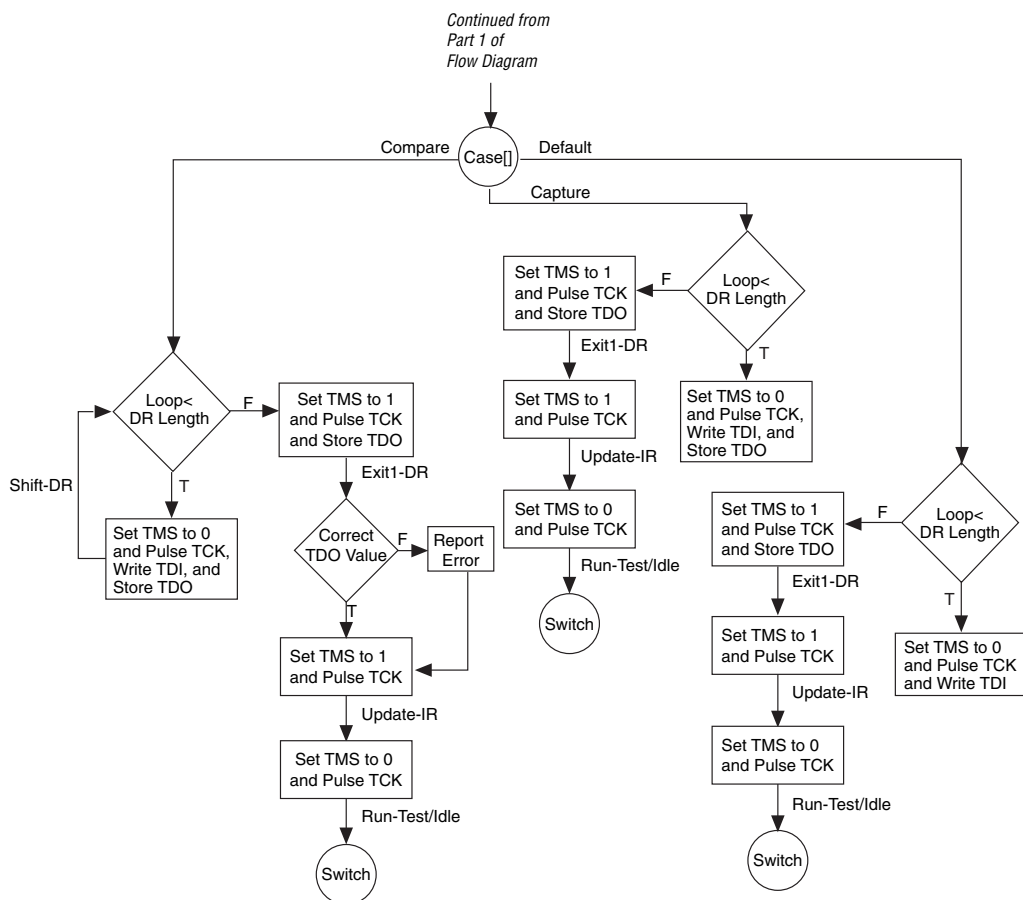 Continued from
Part 1 of
Flow Diagram
Compare
Case[]
Default
Capture
Loop<
DR Length
F
T
Set TMS to 1
and Pulse TCK
and Store TDO
Exit1-DR
Set TMS to 1
and Pulse TCK
Update-IR
Set TMS to 0
and Pulse TCK
Run-Test/Idle
Switch
Set TMS to 0
and Pulse TCK,
Write TDI, and
Store TDO
Loop<
DR Length
F
T
Shift-DR
Set TMS to 0
and Pulse TCK,
Write TDI, and
Store TDO
Set TMS to 1
and Pulse TCK
and Store TDO
Exit1-DR
Correct
TDO Value
F
Report
Error
T
Set TMS to 1
and Pulse TCK
Update-IR
Set TMS to 0
and Pulse TCK
Run-Test/Idle
Switch
Loop<
DR Length
F
T
Set TMS to 1
and Pulse TCK
and Store TDO
Exit1-DR
Set TMS to 1
and Pulse TCK
Update-IR
Set TMS to 0
and Pulse TCK
Run-Test/Idle
Switch
Set TMS to 0
and Pulse TCK
and Write TDI